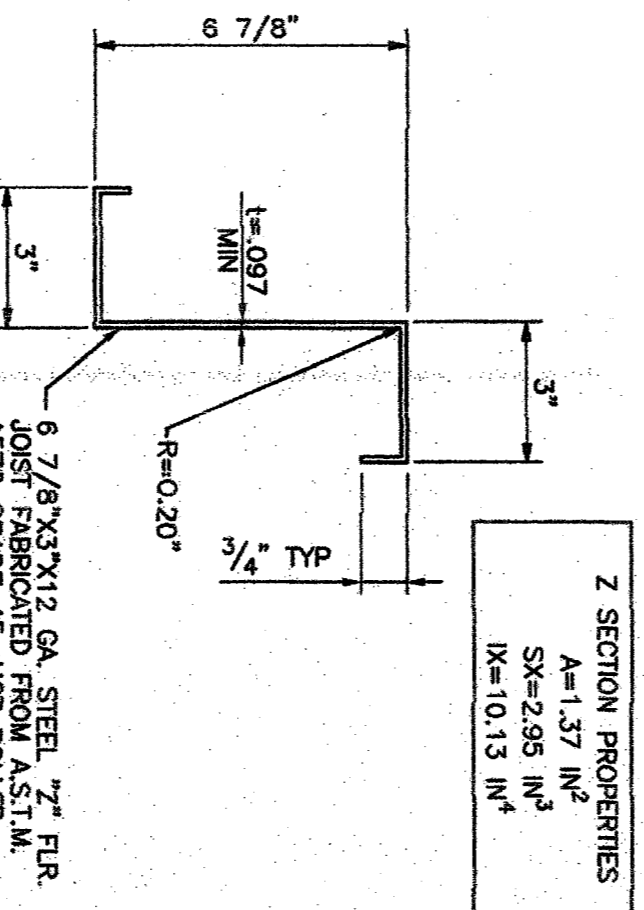 6 7/8"
3"
t=.097
MIN
R=0.20"
3"
3/4" TYP
Z SECTION PROPERTIES
A=1.37 IN²
SX=2.95 IN³
IX=10.13 IN⁴
6 7/8"X3"X12 GA. STEEL "Z" FLR.
JOIST FABRICATED FROM A.S.T.M.